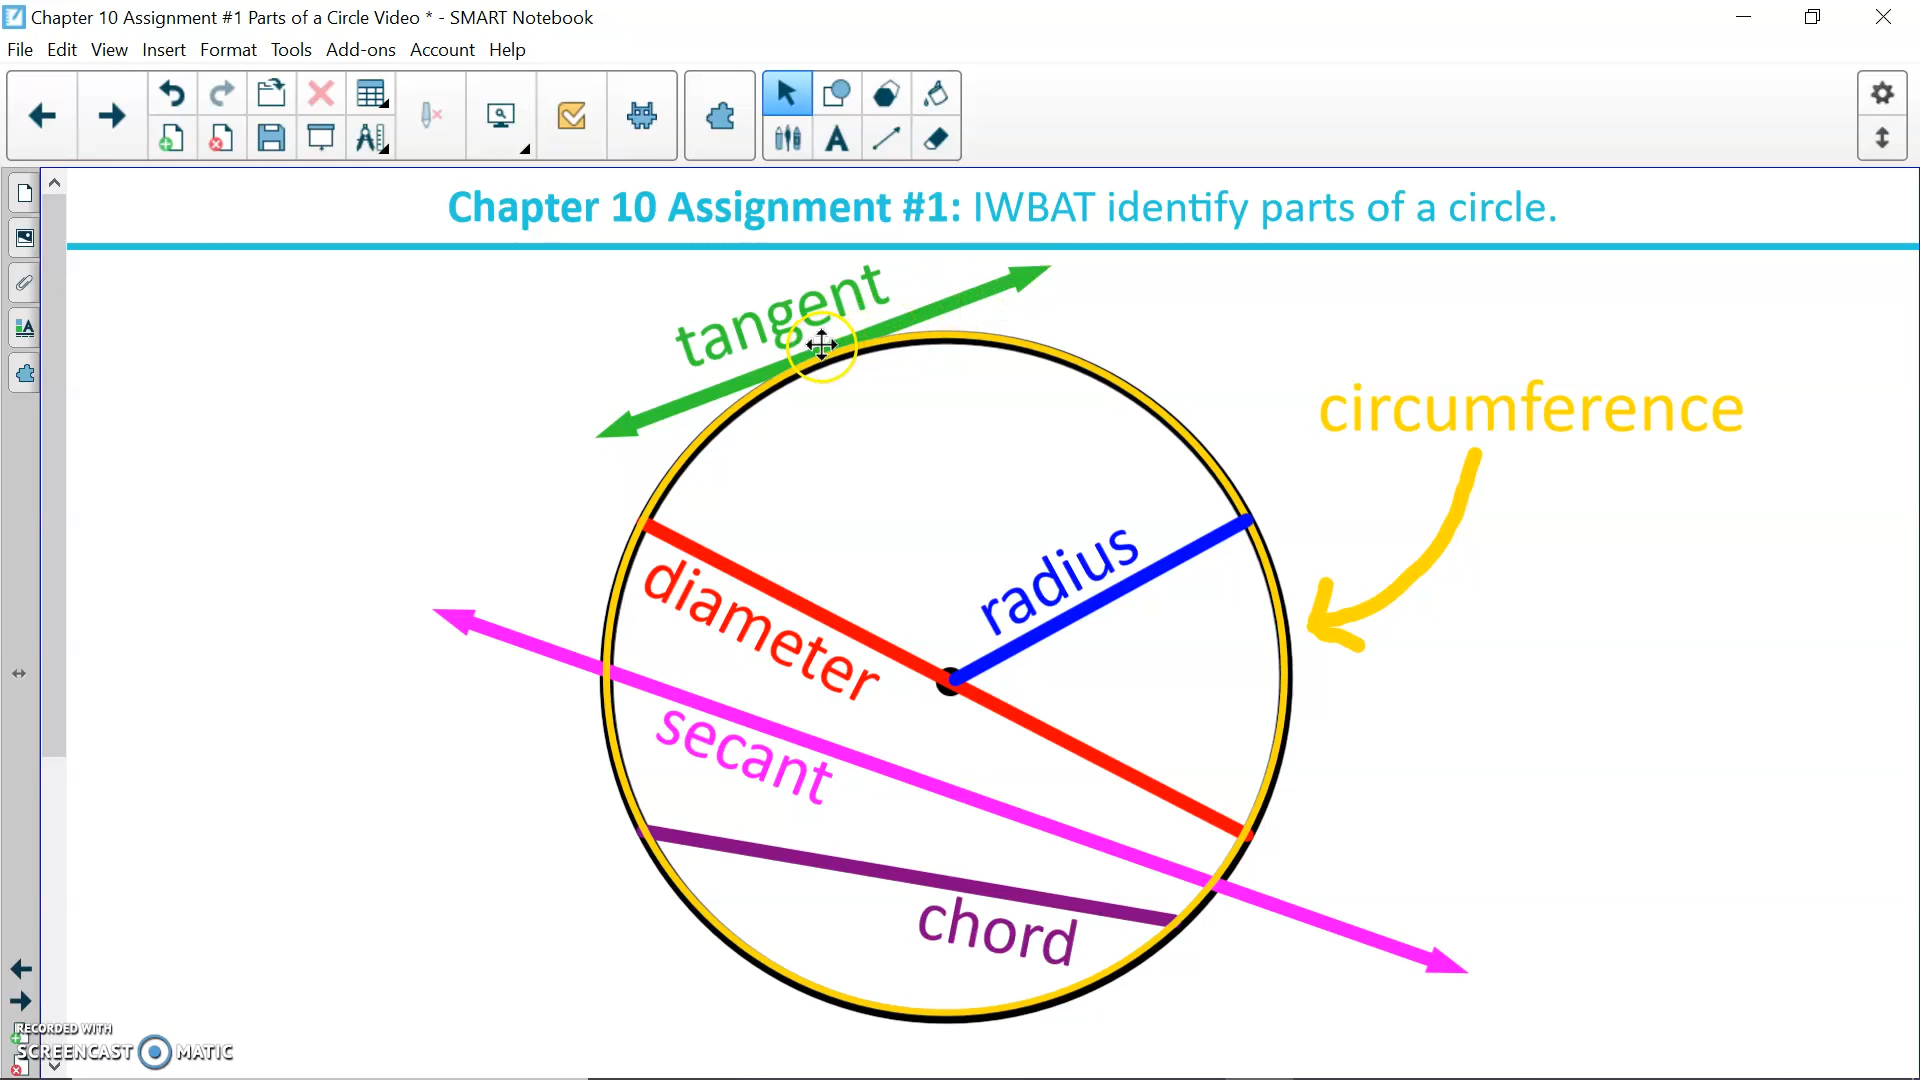 Chapter 10 Assignment #1 Parts of a Circle Video * - SMART Notebook
File Edit View Insert Format Tools Add-ons Account Help
Chapter 10 Assignment #1: IWBAT identify parts of a circle.
tangent
circumference
radius
diameter
secant
chord
RECORDED WITH
SCREENCAST MATIC